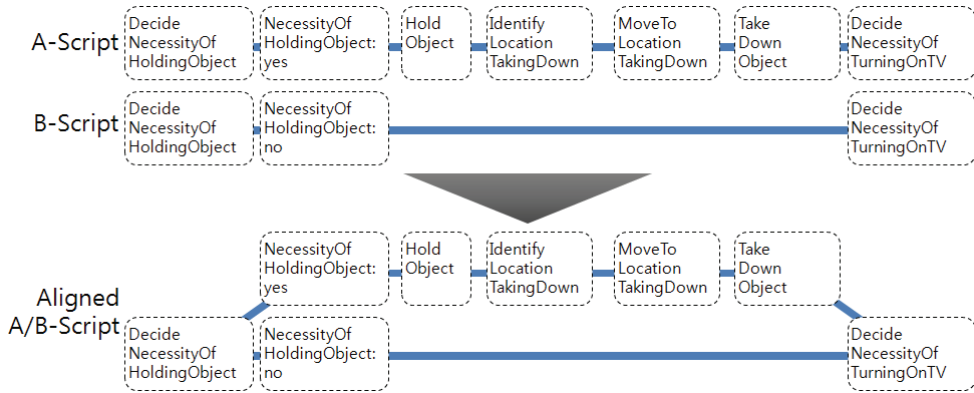 A-Script
Decide
NecessityOf
HoldingObject
NecessityOf
HoldingObject:
yes
Hold
Object
Identify
Location
TakingDown
MoveTo
Location
TakingDown
Take
Down
Object
Decide
NecessityOf
TurningOnTV
B-Script
Decide
NecessityOf
HoldingObject
NecessityOf
HoldingObject:
no
Decide
NecessityOf
TurningOnTV
Aligned
A/B-Script
NecessityOf
HoldingObject:
yes
Hold
Object
Identify
Location
TakingDown
MoveTo
Location
TakingDown
Take
Down
Object
Decide
NecessityOf
HoldingObject
NecessityOf
HoldingObject:
no
Decide
NecessityOf
TurningOnTV